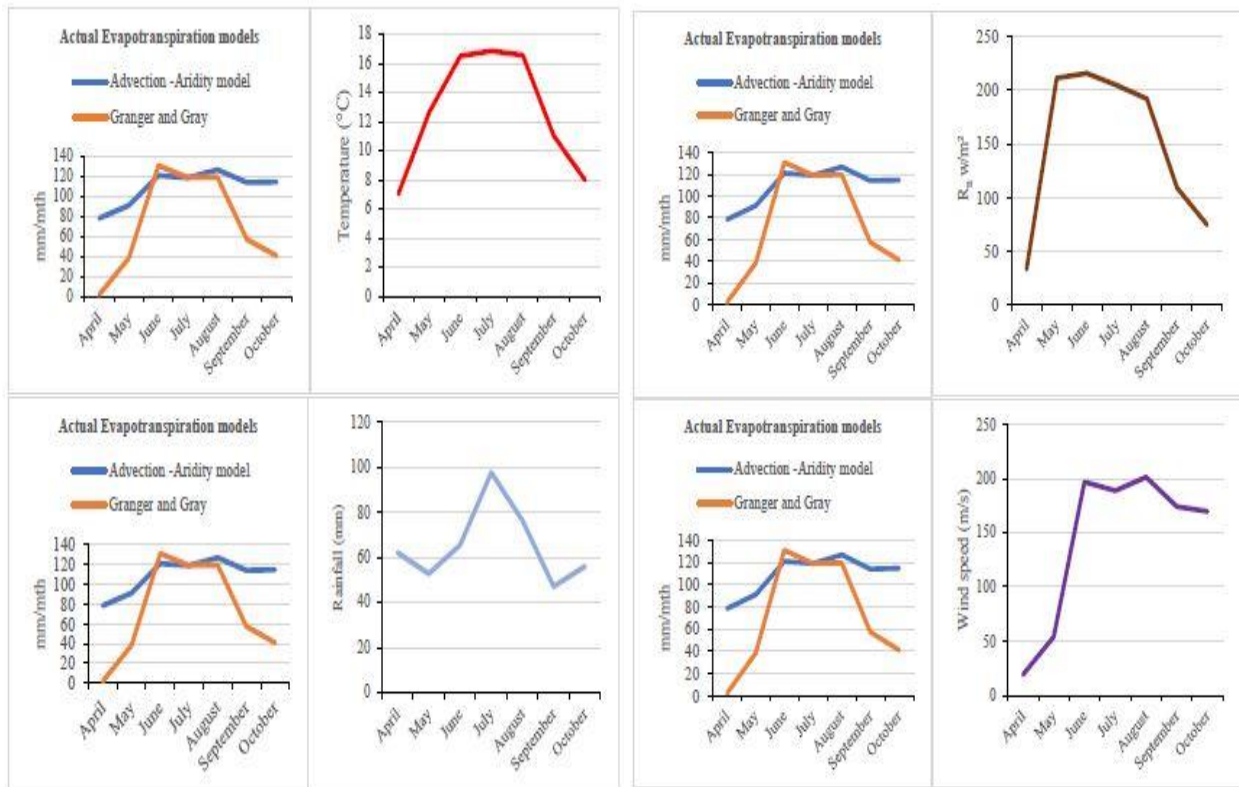 Actual Evapotranspiration models
Advection -Aridity model
Granger and Gray
mm/mth
140
120
100
80
60
40
20
0
April
May
June
July
August
September
October
Temperature (°C)
18
16
14
12
10
8
6
4
2
0
April
May
June
July
August
September
October
Actual Evapotranspiration models
Advection -Aridity model
Granger and Gray
mm/mth
140
120
100
80
60
40
20
0
April
May
June
July
August
September
October
Rn w/m²
250
200
150
100
50
0
April
May
June
July
August
September
October
Actual Evapotranspiration models
Advection -Aridity model
Granger and Gray
mm/mth
140
120
100
80
60
40
20
0
April
May
June
July
August
September
October
Rainfall (mm)
120
100
80
60
40
20
0
April
May
June
July
August
September
October
Actual Evapotranspiration models
Advection -Aridity model
Granger and Gray
mm/mth
140
120
100
80
60
40
20
0
April
May
June
July
August
September
October
Wind speed (m/s)
250
200
150
100
50
0
April
May
June
July
August
September
October